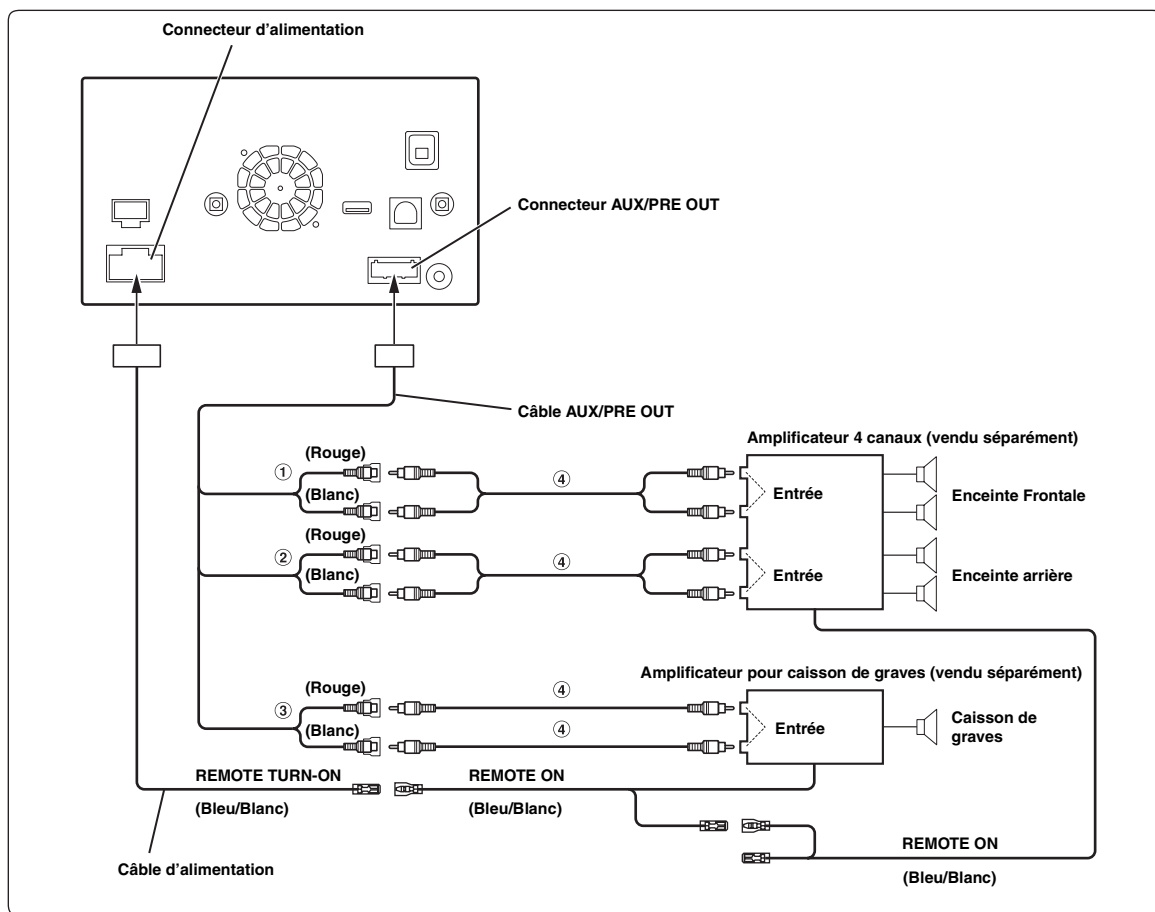 Connecteur d'alimentation
Connecteur AUX/PRE OUT
Câble AUX/PRE OUT
Amplificateur 4 canaux (vendu séparément)
(Rouge)
① ④
(Blanc)
Entrée
Enceinte Frontale
(Rouge)
② ④
(Blanc)
Entrée
Enceinte arrière
Amplificateur pour caisson de graves (vendu séparément)
(Rouge)
④
③
(Blanc)
④
Entrée
Caisson de
graves
REMOTE TURN-ON
(Bleu/Blanc)
REMOTE ON
(Bleu/Blanc)
REMOTE ON
(Bleu/Blanc)
Câble d'alimentation